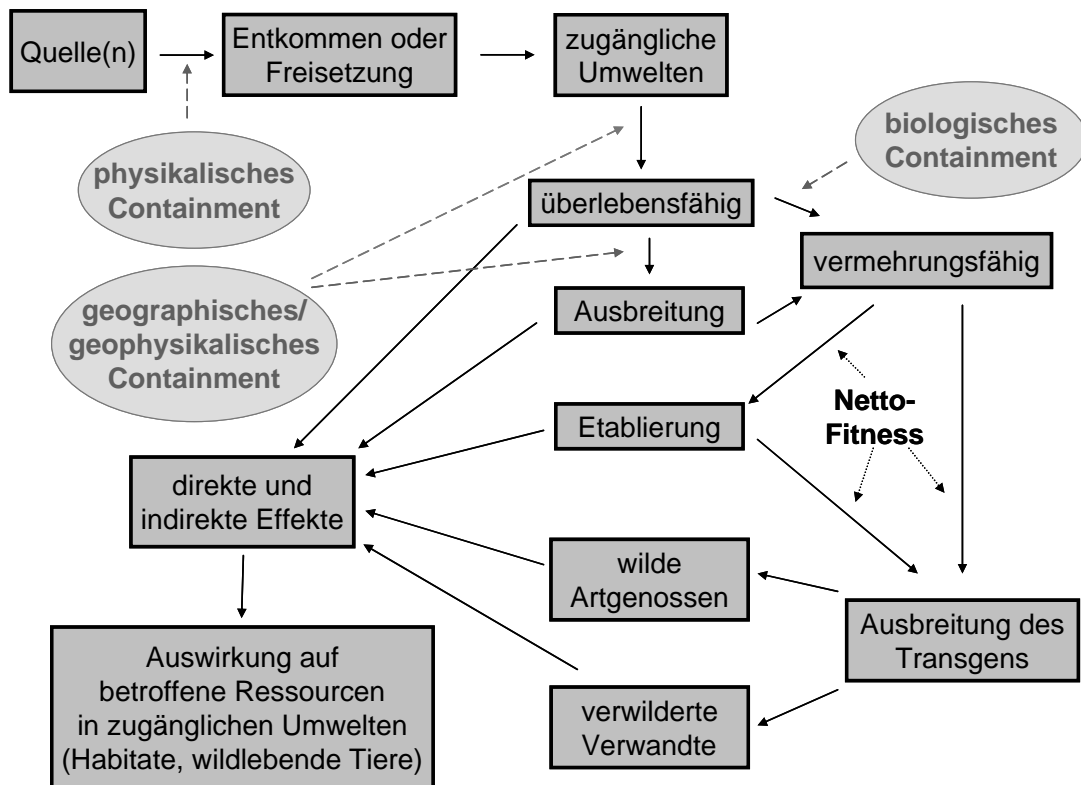 Quelle(n)
Entkommen oder
Freisetzung
zugängliche
Umwelten
physikalisches
Containment
biologisches
Containment
überlebensfähig
vermehrungsfähig
geographisches/
geophysikalisches
Containment
Ausbreitung
Netto-
Fitness
Etablierung
direkte und
indirekte Effekte
wilde
Artgenossen
Ausbreitung des
Transgens
Auswirkung auf
betroffene Ressourcen
in zugänglichen Umwelten
(Habitate, wildlebende Tiere)
verwilderte
Verwandte